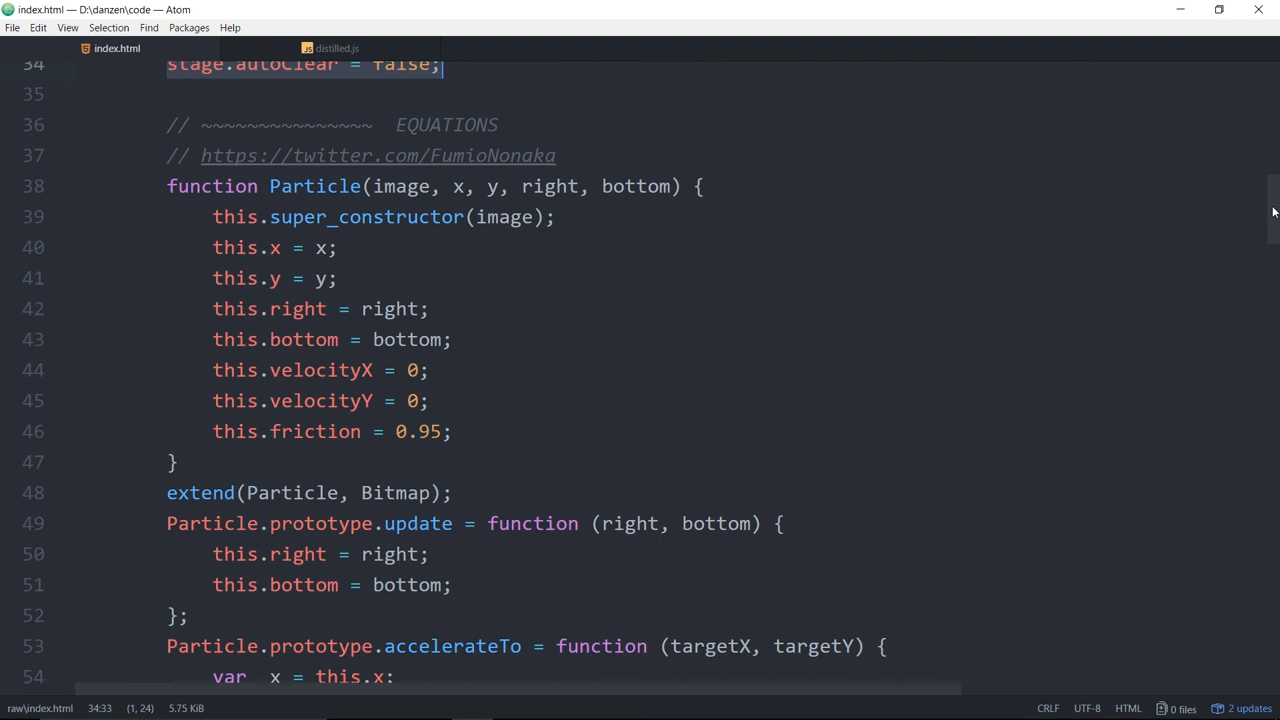 index.html — D:\danzen\code — Atom
File Edit View Selection Find Packages Help
index.html
JS distilled.js
34 stage.autoClear = false;
35
36 // ~~~~~~~~~~~~~~~ EQUATIONS
37 // https://twitter.com/FumioNonaka
38 function Particle(image, x, y, right, bottom) {
39 this.super_constructor(image);
40 this.x = x;
41 this.y = y;
42 this.right = right;
43 this.bottom = bottom;
44 this.velocityX = 0;
45 this.velocityY = 0;
46 this.friction = 0.95;
47 }
48 extend(Particle, Bitmap);
49 Particle.prototype.update = function (right, bottom) {
50 this.right = right;
51 this.bottom = bottom;
52 };
53 Particle.prototype.accelerateTo = function (targetX, targetY) {
54 var _x = this.x;
raw\index.html 34:33 (1, 24) 5.75 KiB CRLF UTF-8 HTML 0 files 2 updates